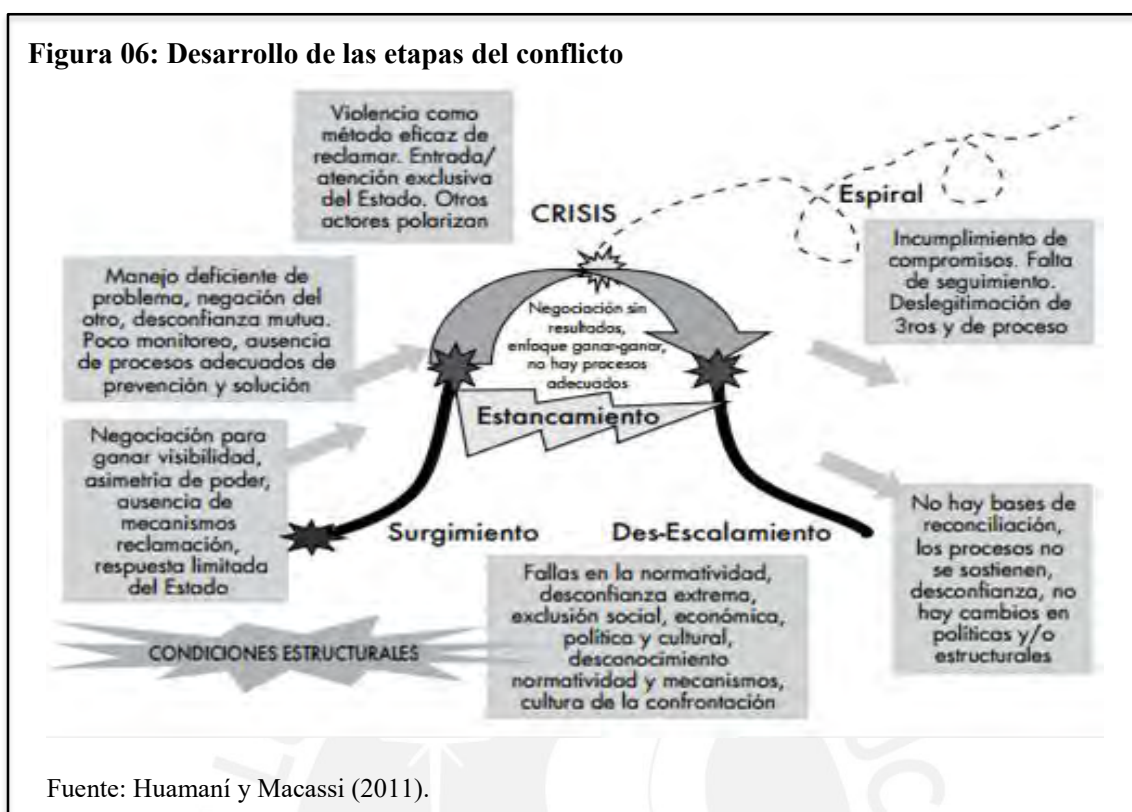 Figura 06: Desarrollo de las etapas del conflicto
Violencia como
método eficaz de
reclamar. Entrada/
atención exclusiva
del Estado. Otros
actores polarizan
CRISIS
Espiral
Incumplimiento de
compromisos. Falta
de seguimiento.
Deslegitimación de
3ros y de proceso
Manejo deficiente de
problema, negación del
otro, desconfianza mutua.
Poco monitoreo, ausencia
de procesos adecuados de
prevención y solución
Negociación sin
resultados,
enfoque ganar-ganar,
no hay procesos
adecuados
Estancamiento
Negociación para
ganar visibilidad,
asimetría de poder,
ausencia de
mecanismos
reclamación,
respuesta limitada
del Estado
Surgimiento
Des-Escalamiento
No hay bases de
reconciliación,
los procesos no
se sostienen,
desconfianza, no
hay cambios en
políticas y/o
estructurales
CONDICIONES ESTRUCTURALES
Fallas en la normatividad,
desconfianza extrema,
exclusión social, económica,
política y cultural,
desconocimiento
normatividad y mecanismos,
cultura de la confrontación
Fuente: Huamaní y Macassi (2011).